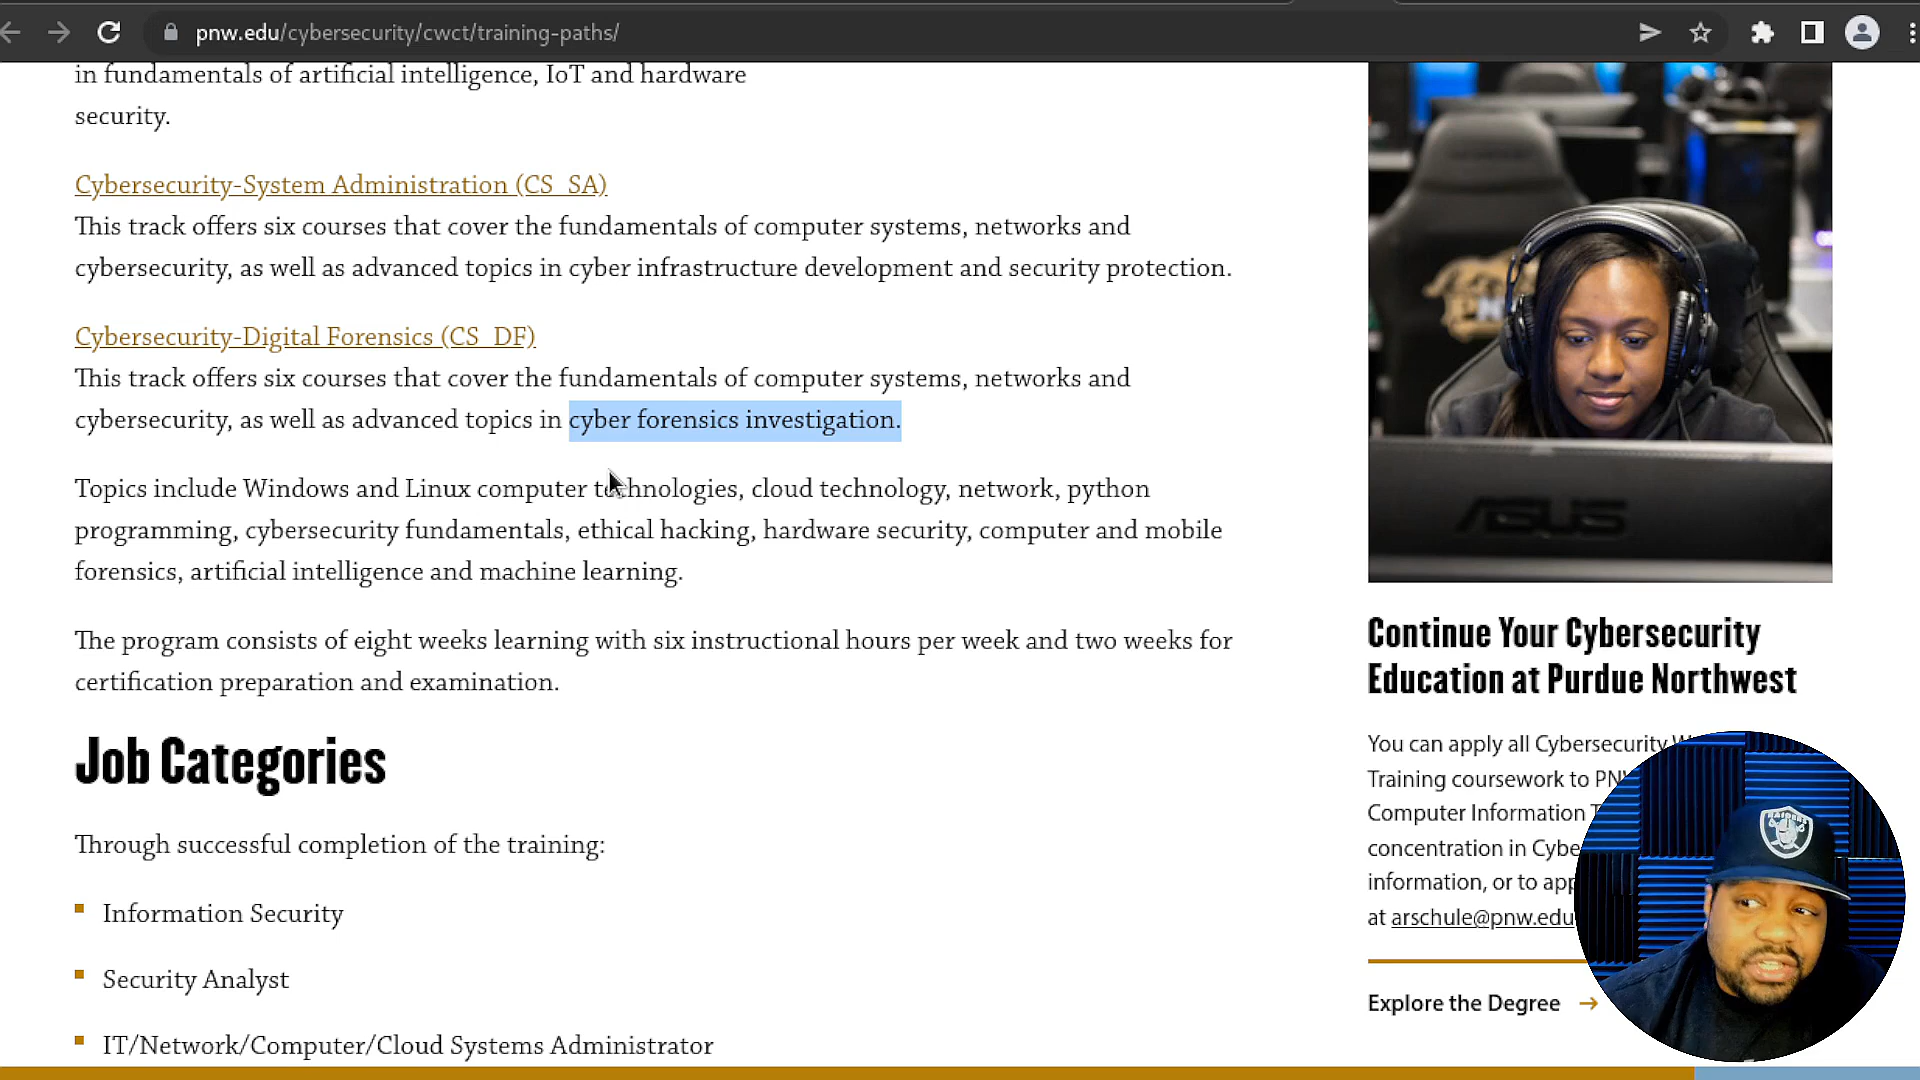 pnw.edu/cybersecurity/cwct/training-paths/
in fundamentals of artificial intelligence, IoT and hardware
security.
Cybersecurity-System Administration (CS_SA)
This track offers six courses that cover the fundamentals of computer systems, networks and
cybersecurity, as well as advanced topics in cyber infrastructure development and security protection.
Cybersecurity-Digital Forensics (CS_DF)
This track offers six courses that cover the fundamentals of computer systems, networks and
cybersecurity, as well as advanced topics in cyber forensics investigation.
Topics include Windows and Linux computer technologies, cloud technology, network, python
programming, cybersecurity fundamentals, ethical hacking, hardware security, computer and mobile
forensics, artificial intelligence and machine learning.
The program consists of eight weeks learning with six instructional hours per week and two weeks for
certification preparation and examination.
Job Categories
Through successful completion of the training:
Information Security
Security Analyst
IT/Network/Computer/Cloud Systems Administrator
ASUS
Continue Your Cybersecurity
Education at Purdue Northwest
You can apply all Cybersecurity
Training coursework to
Computer Information
concentration in
information, or to
at arschule@pnw.edu
Explore the Degree
RAIDERS